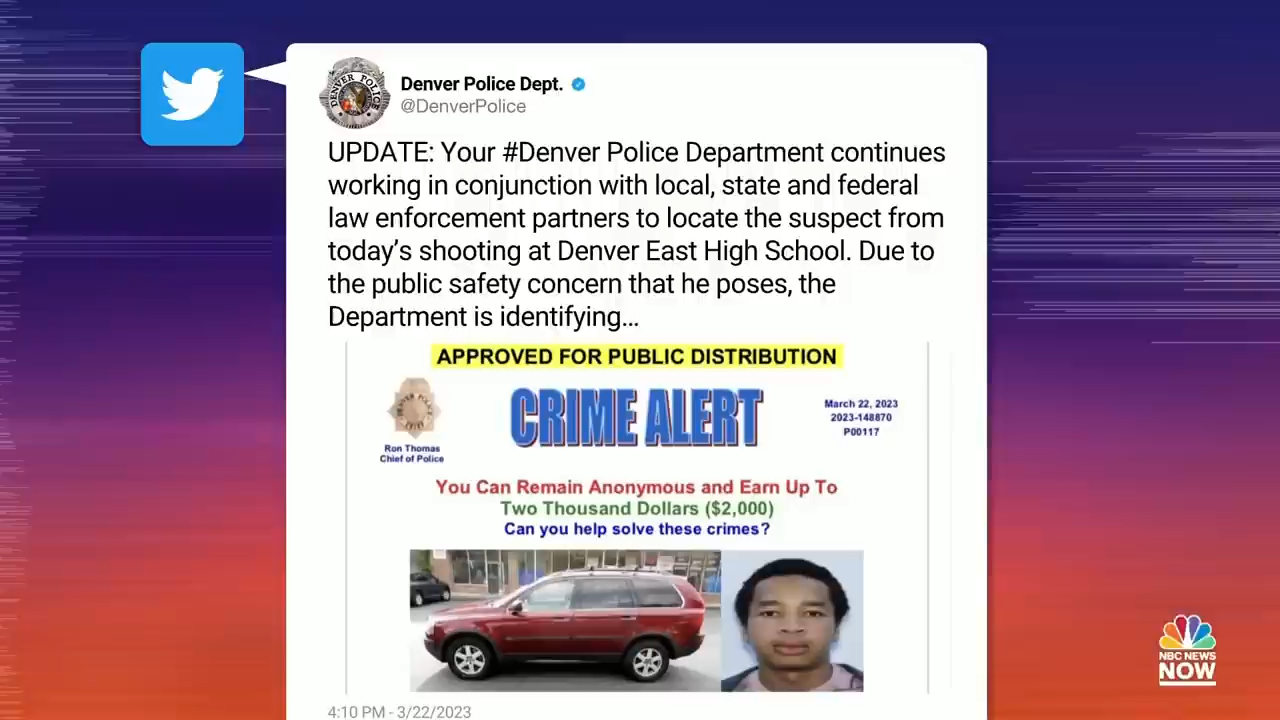 Denver Police Dept.
@DenverPolice
UPDATE: Your #Denver Police Department continues
working in conjunction with local, state and federal
law enforcement partners to locate the suspect from
today's shooting at Denver East High School. Due to
the public safety concern that he poses, the
Department is identifying...
APPROVED FOR PUBLIC DISTRIBUTION
CRIME ALERT
March 22, 2023
2023-148870
P00117
DENVER POLICE
Ron Thomas
Chief of Police
You Can Remain Anonymous and Earn Up To
Two Thousand Dollars ($2,000)
Can you help solve these crimes?
NBC NEWS
NOW
4:10 PM - 3/22/2023